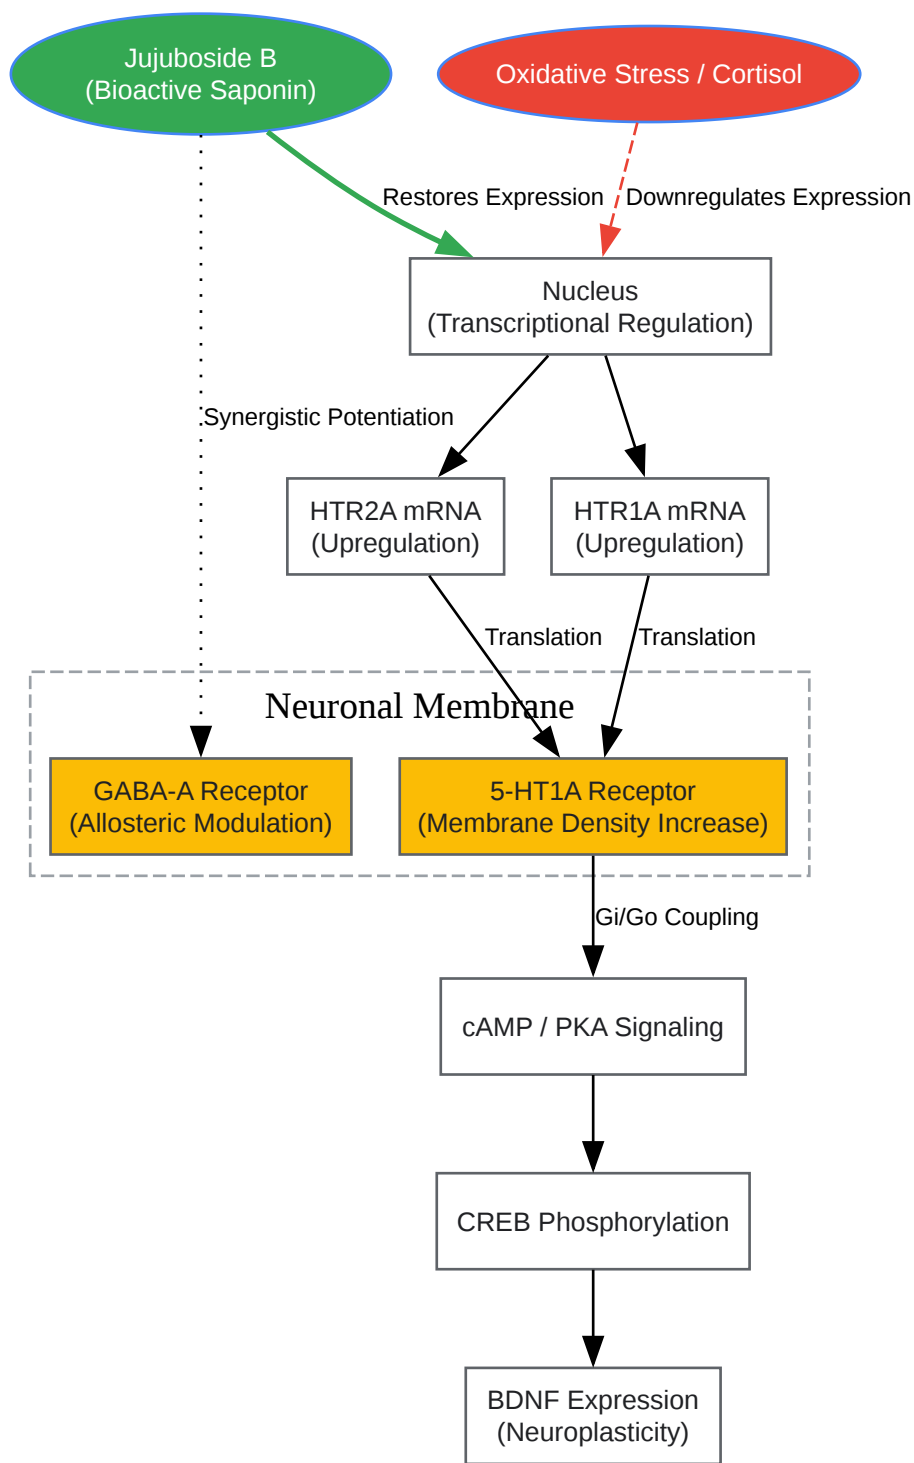 Jujuboside B
(Bioactive Saponin)
Oxidative Stress / Cortisol
Restores Expression
Downregulates Expression
Nucleus
(Transcriptional Regulation)
Synergistic Potentiation
HTR2A mRNA
(Upregulation)
HTR1A mRNA
(Upregulation)
Translation
Translation
Neuronal Membrane
GABA-A Receptor
(Allosteric Modulation)
5-HT1A Receptor
(Membrane Density Increase)
Gi/Go Coupling
cAMP / PKA Signaling
CREB Phosphorylation
BDNF Expression
(Neuroplasticity)